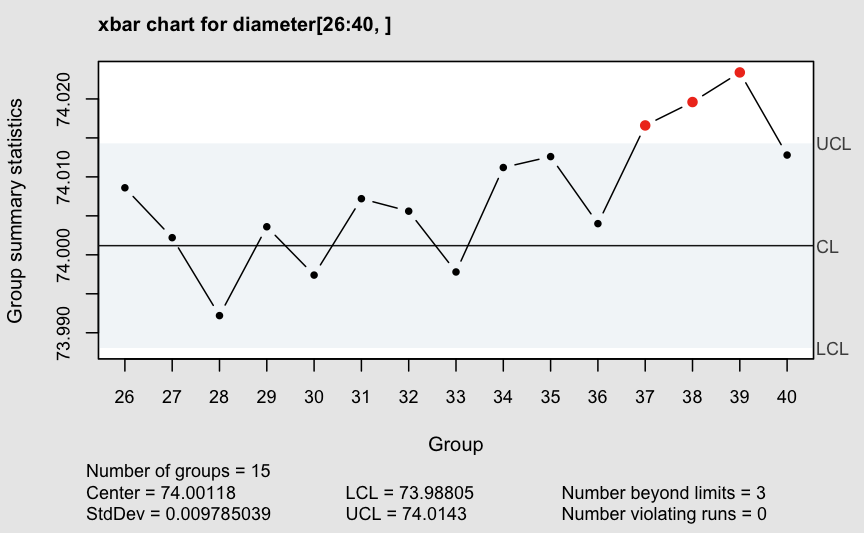 xbar chart for diameter[26:40, ]
Group summary statistics
74.020
74.010
74.000
73.990
UCL
CL
LCL
26 27 28 29 30 31 32 33 34 35 36 37 38 39 40
Group
Number of groups = 15
Center = 74.00118 LCL = 73.98805 Number beyond limits = 3
StdDev = 0.009785039 UCL = 74.0143 Number violating runs = 0